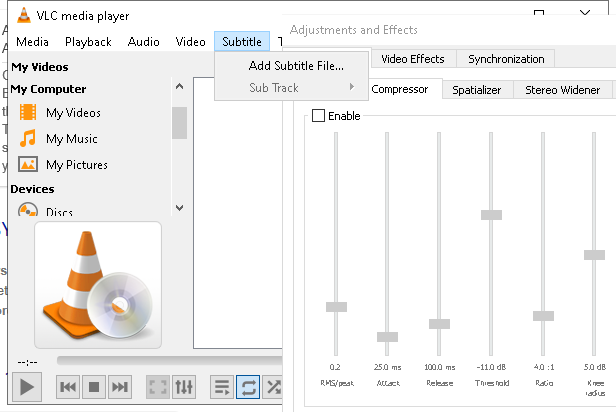 VLC media player
Adjustments and Effects
Media Playback Audio Video Subtitle T
Video Effects Synchronization
Add Subtitle File...
Sub Track
Compressor Spatializer Stereo Widener
Enable
My Videos
My Computer
My Videos
My Music
My Pictures
Devices
Discs
--:--
0.2 25.0 ms 100.0 ms -11.0 dB 4.0 :1 5.0 dB
RMS/peak Attack Release Threshold Ratio Knee
radius